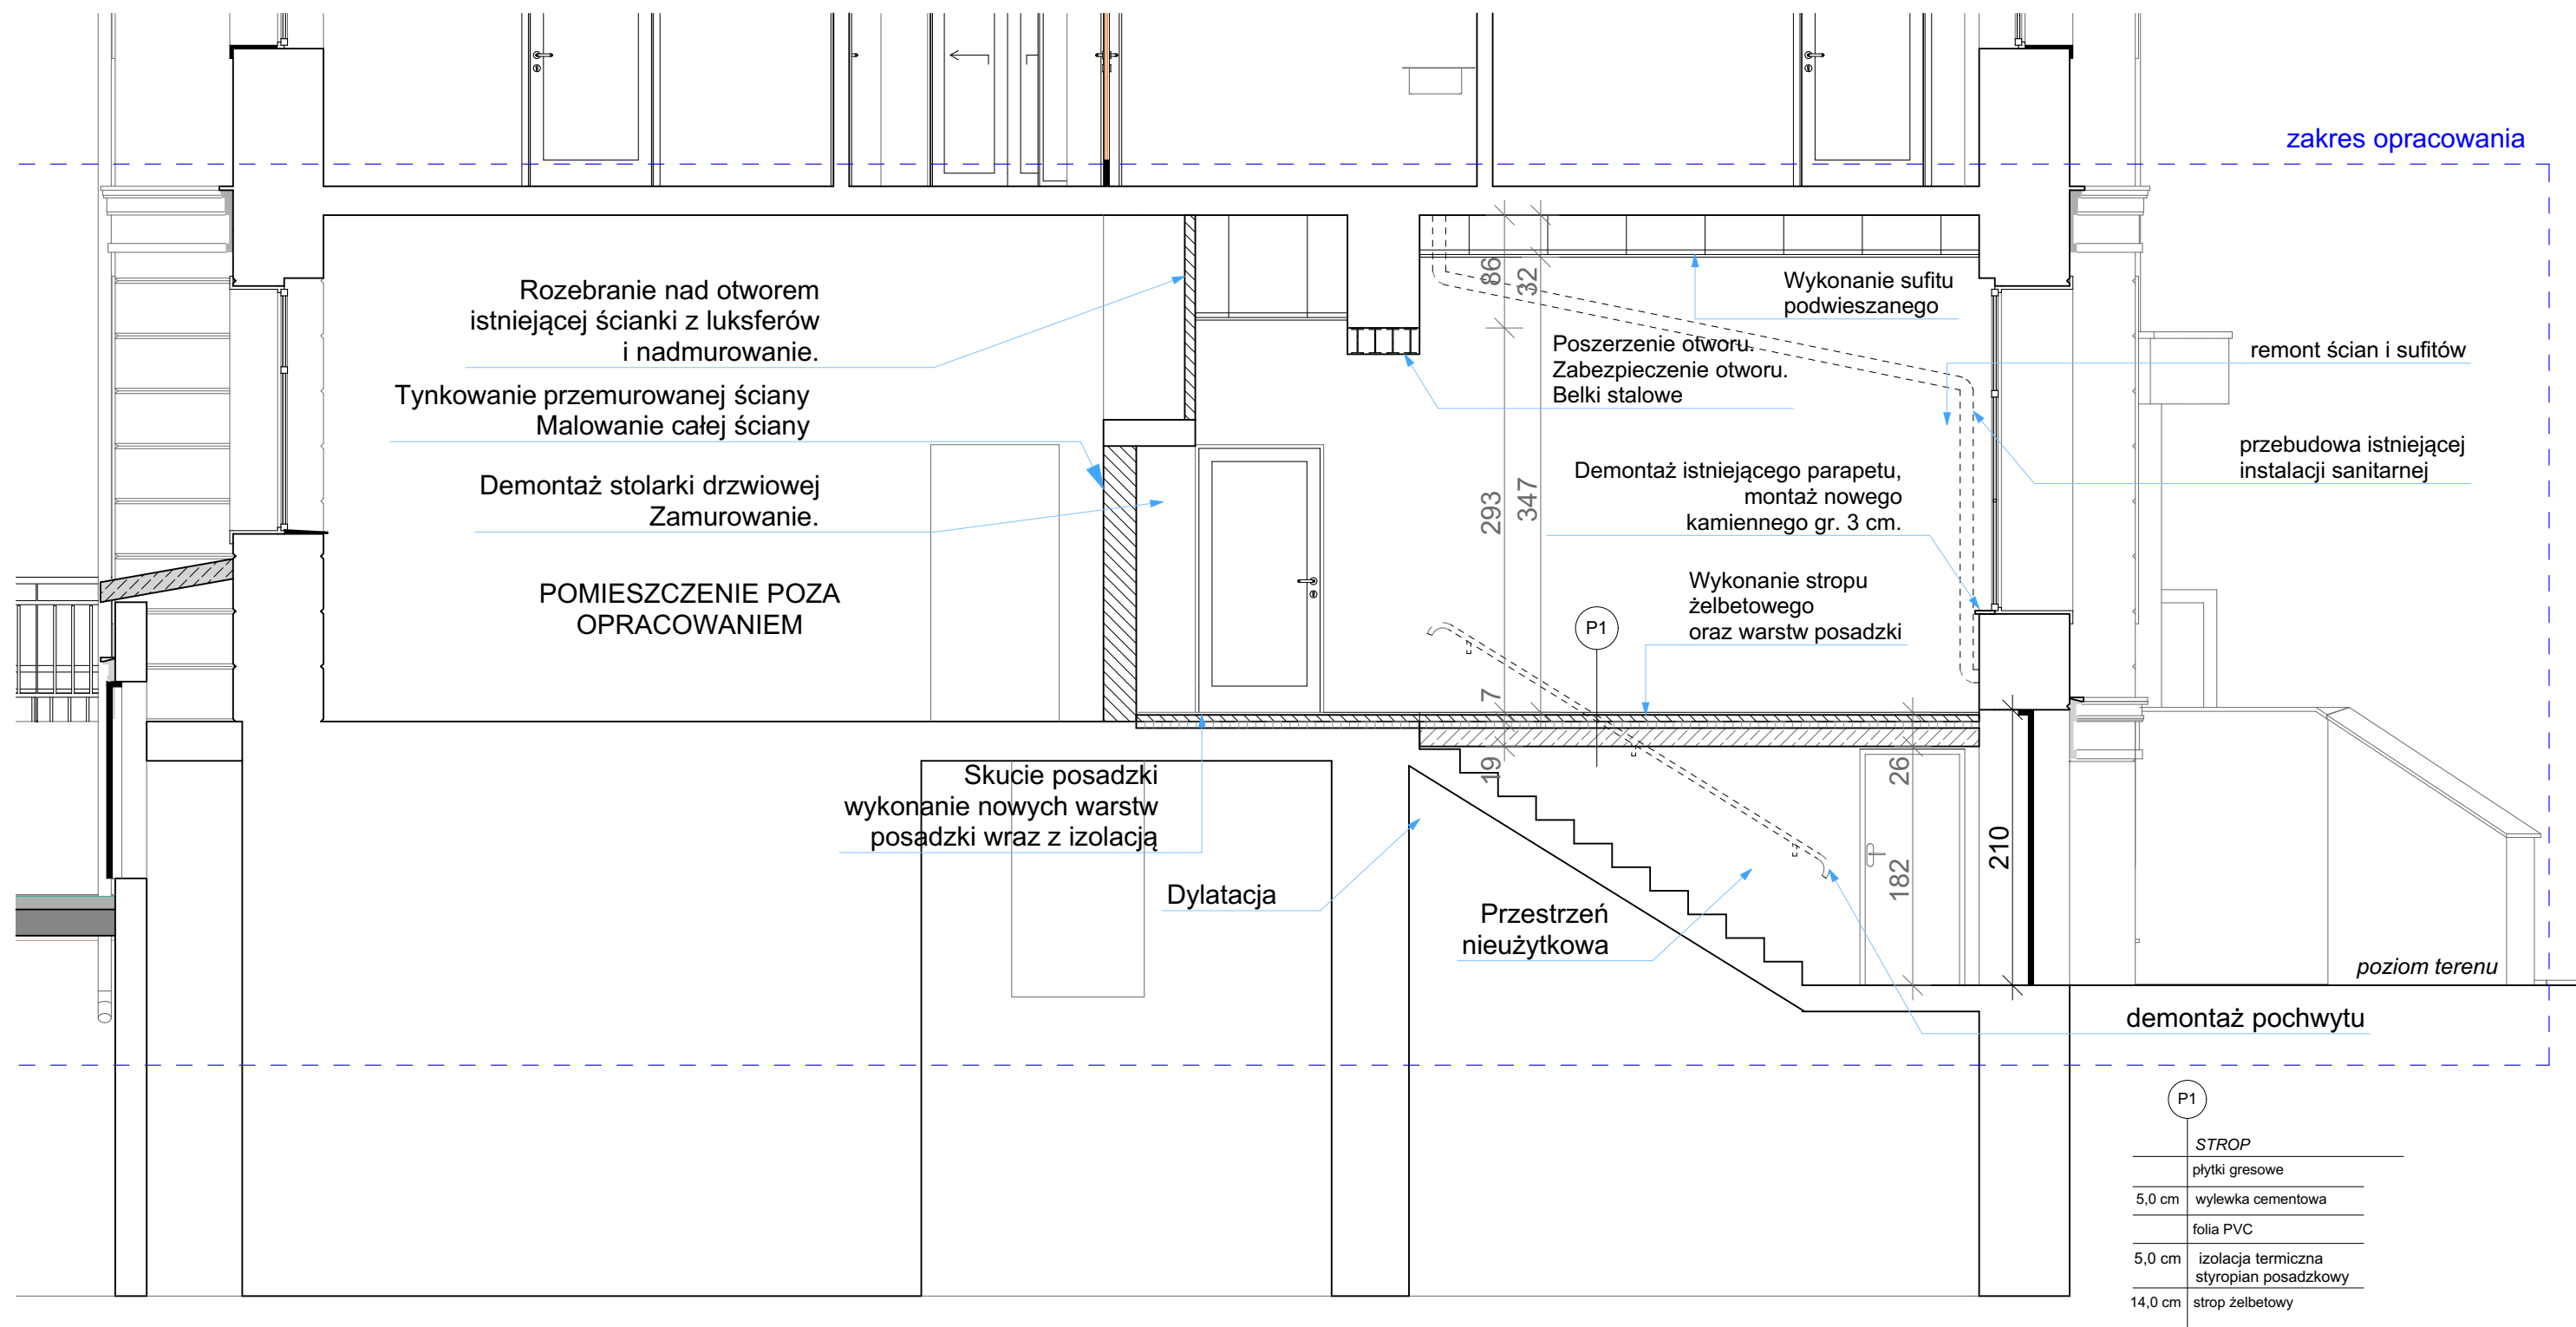 zakres opracowania
Rozebranie nad otworem
istniejącej ścianki z luksferów
i nadmurowanie.
Tynkowanie przemurowanej ściany
Malowanie całej ściany
Demontaż stolarki drzwiowej
Zamurowanie.
POMIESZCZENIE POZA
OPRACOWANIEM
86
32
Wykonanie sufitu
podwieszanego
Poszerzenie otworu.
Zabezpieczenie otworu.
Belki stalowe
remont ścian i sufitów
przebudowa istniejącej
instalacji sanitarnej
Demontaż istniejącego parapetu,
montaż nowego
kamiennego gr. 3 cm.
293
347
Wykonanie stropu
żelbetowego
oraz warstw posadzki
P1
7
19
26
182
210
Skucie posadzki
wykonanie nowych warstw
posadzki wraz z izolacją
Dylatacja
Przestrzeń
nieużytkowa
poziom terenu
demontaż pochwytu
P1
STROP
płytki gresowe
5,0 cm wylewka cementowa
folia PVC
5,0 cm izolacja termiczna
styropian posadzkowy
14,0 cm strop żelbetowy